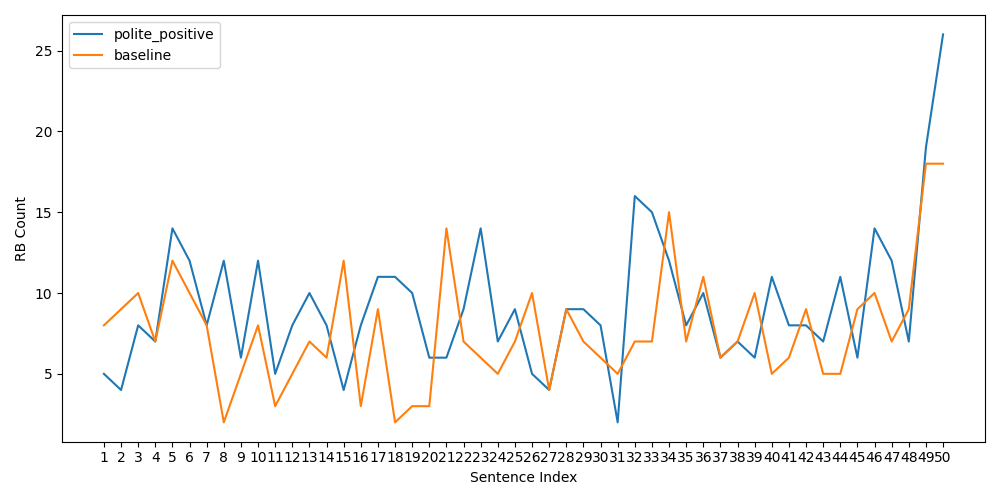 polite_positive
baseline
RB Count
25
20
15
10
5
1 2 3 4 5 6 7 8 9 10 11 12 13 14 15 16 17 18 19 20 21 22 23 24 25 26 27 28 29 30 31 32 33 34 35 36 37 38 39 40 41 42 43 44 45 46 47 48 49 50
Sentence Index